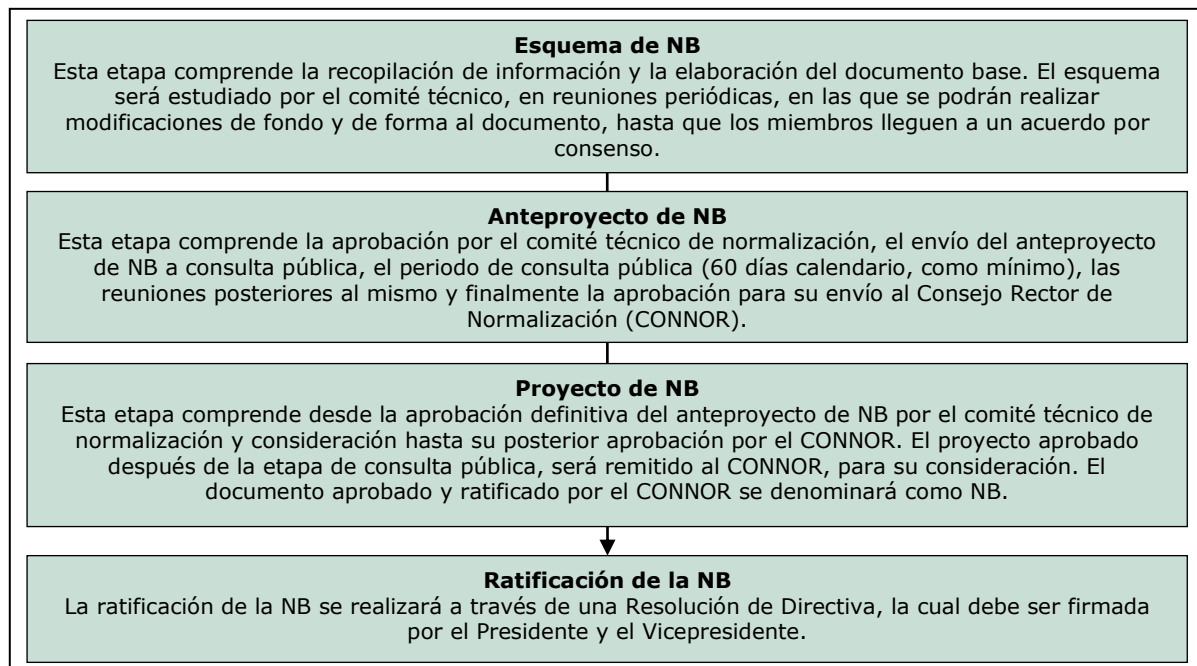 Esquema de NB
Esta etapa comprende la recopilación de información y la elaboración del documento base. El esquema
será estudiado por el comité técnico, en reuniones periódicas, en las que se podrán realizar
modificaciones de fondo y de forma al documento, hasta que los miembros lleguen a un acuerdo por
consenso.
Anteproyecto de NB
Esta etapa comprende la aprobación por el comité técnico de normalización, el envío del anteproyecto
de NB a consulta pública, el periodo de consulta pública (60 días calendario, como mínimo), las
reuniones posteriores al mismo y finalmente la aprobación para su envío al Consejo Rector de
Normalización (CONNOR).
Proyecto de NB
Esta etapa comprende desde la aprobación definitiva del anteproyecto de NB por el comité técnico de
normalización y consideración hasta su posterior aprobación por el CONNOR. El proyecto aprobado
después de la etapa de consulta pública, será remitido al CONNOR, para su consideración. El
documento aprobado y ratificado por el CONNOR se denominará como NB.
Ratificación de la NB
La ratificación de la NB se realizará a través de una Resolución de Directiva, la cual debe ser firmada
por el Presidente y el Vicepresidente.